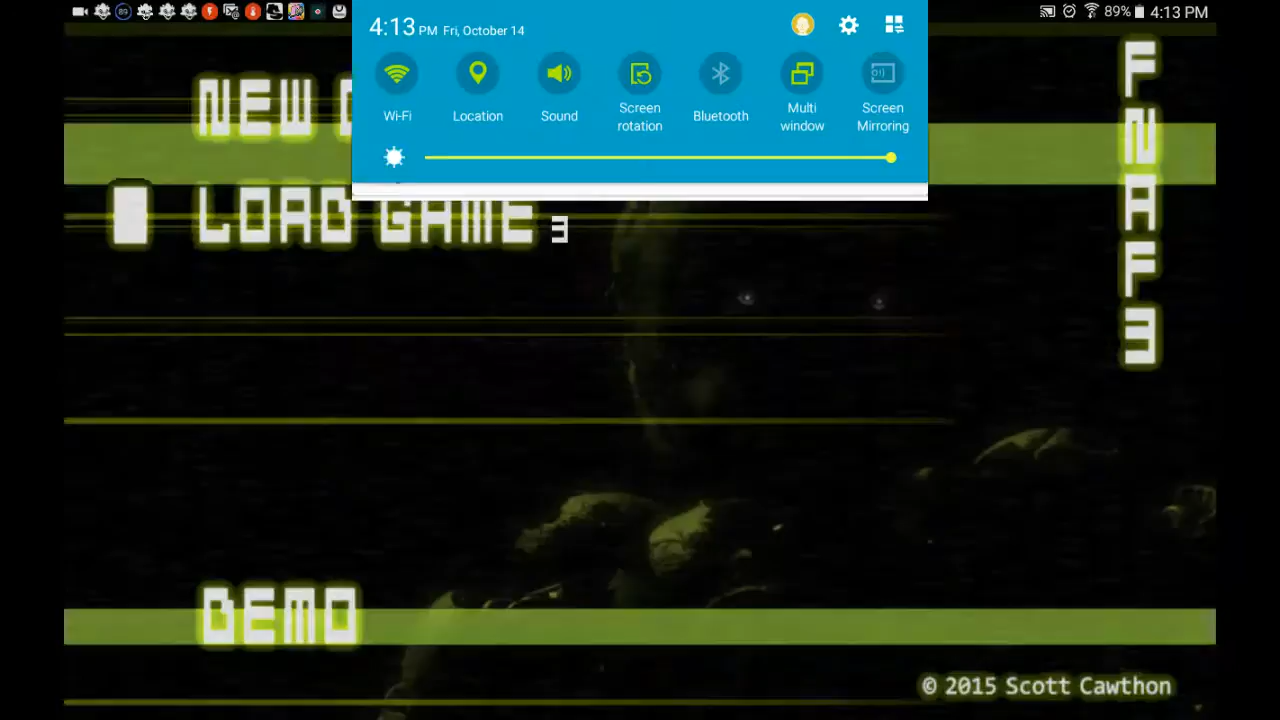 89
4:13 PM Fri, October 14
89% 4:13 PM
Wi-Fi
Location
Sound
Screen
rotation
Bluetooth
Multi
window
Screen
Mirroring
NEW
LOAD GAME 3
FNAF3
DEMO
© 2015 Scott Cawthon